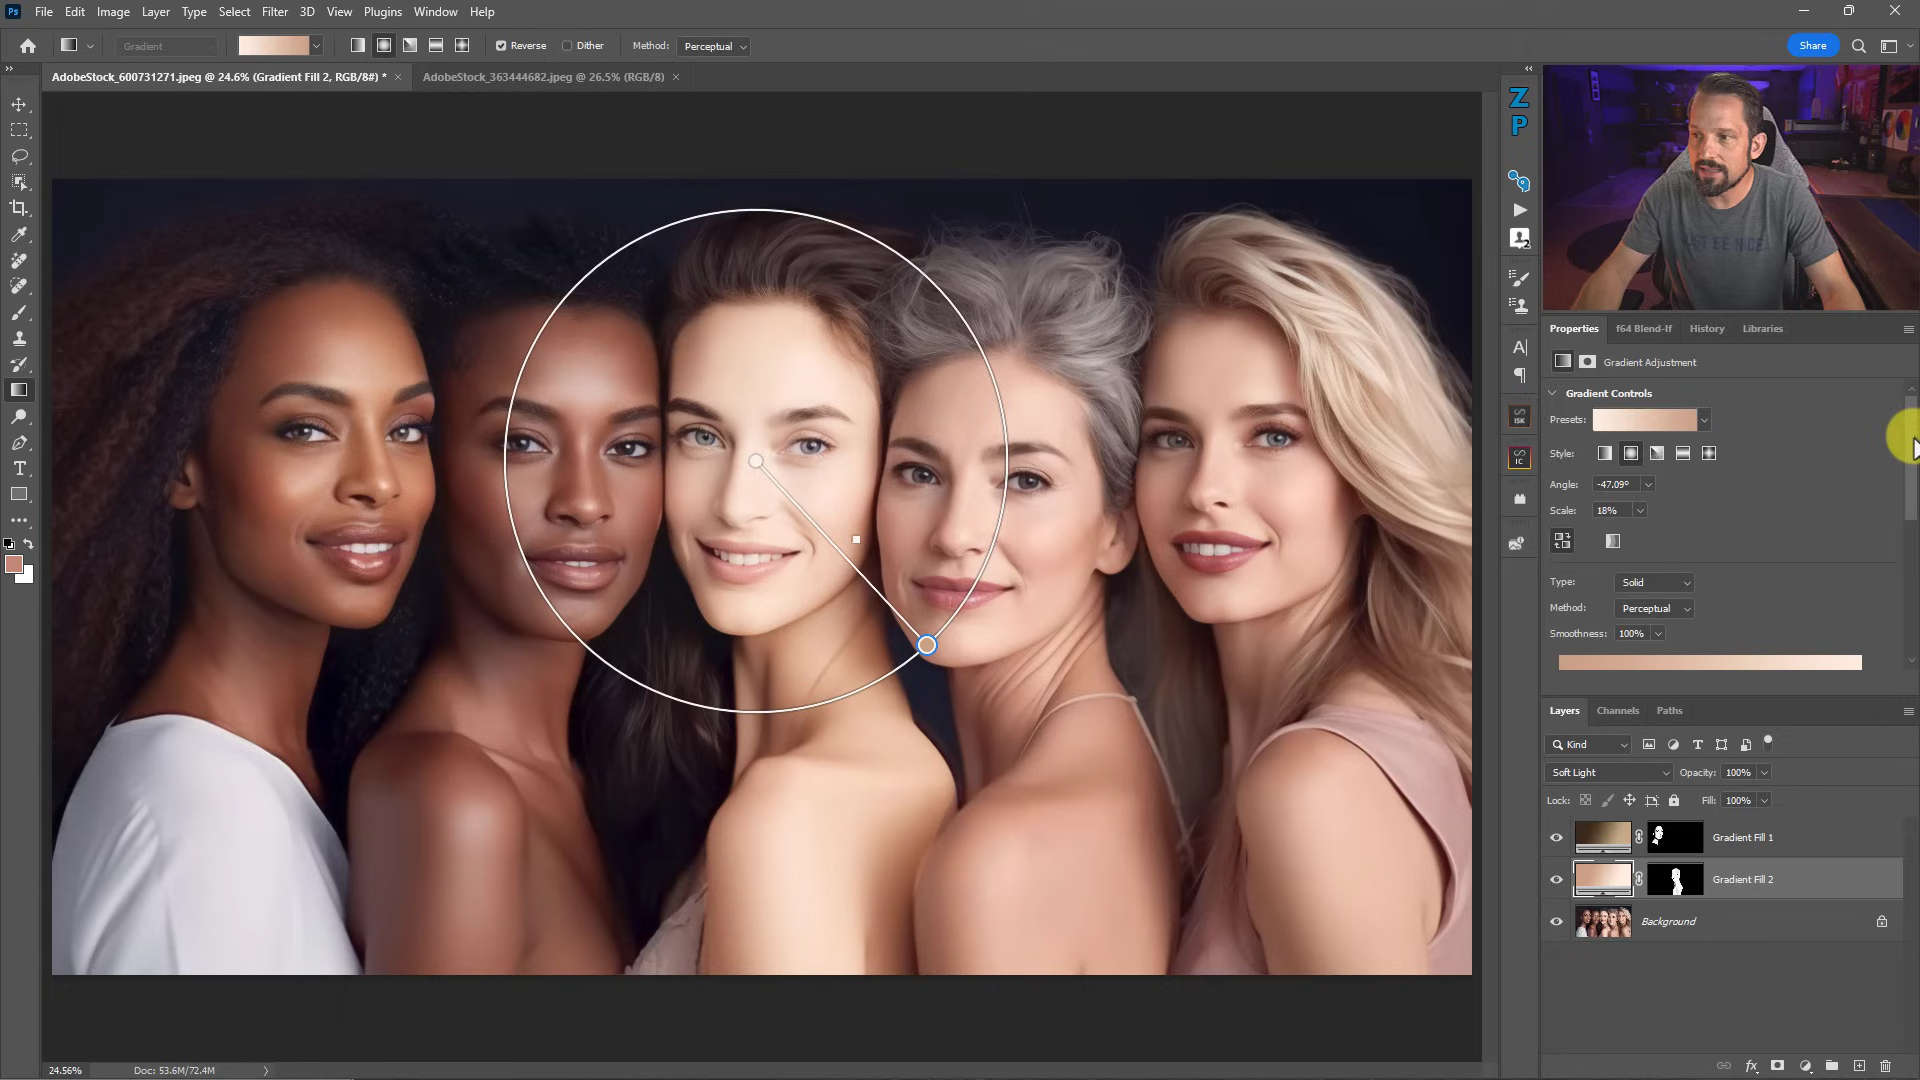 Ps File Edit Image Layer Type Select Filter 3D View Plugins Window Help
Gradient Reverse Dither Method: Perceptual Share
AdobeStock_600731271.jpeg @ 24.6% (Gradient Fill 2, RGB/8#) * × AdobeStock_363444682.jpeg @ 26.5% (RGB/8) ×
Z
P
Properties f64 Blend-If History Libraries
Gradient Adjustment
Gradient Controls
Presets:
Style:
Angle: -47.09°
Scale: 18%
Type: Solid
Method: Perceptual
Smoothness: 100%
Layers Channels Paths
Kind
Soft Light Opacity: 100%
Lock: Fill: 100%
Gradient Fill 1
Gradient Fill 2
Background
24.56% Doc: 53.6M/72.4M